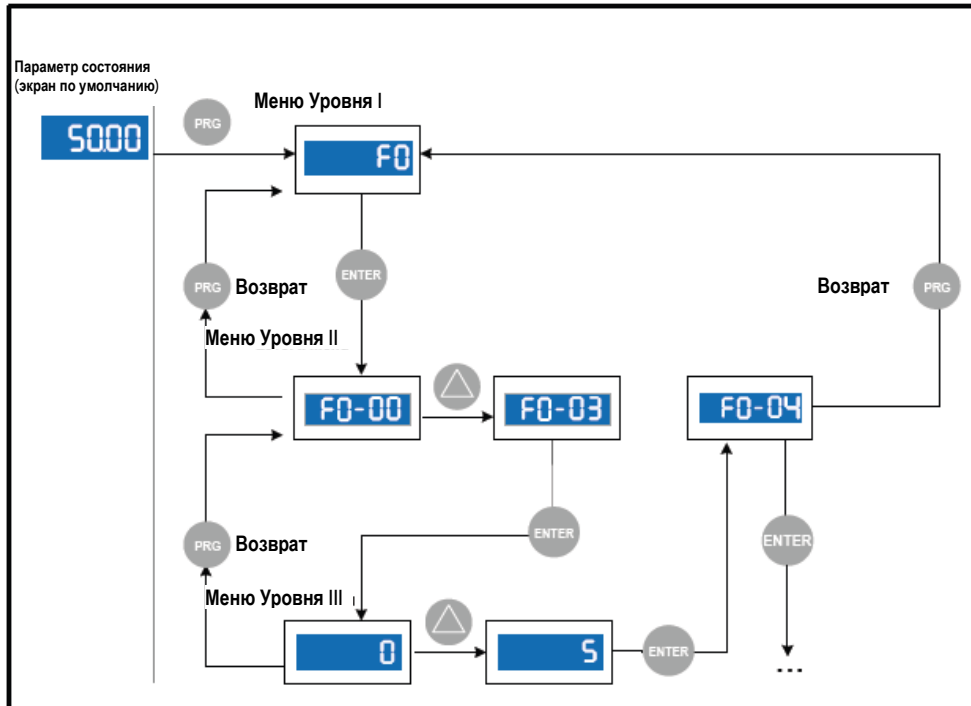 Параметр состояния
(экран по умолчанию)
50.00
PRG
Меню Уровня I
F0
PRG
Возврат
ENTER
Возврат
PRG
Меню Уровня II
F0-00
F0-03
F0-04
PRG
Возврат
ENTER
ENTER
Меню Уровня III
0
5
ENTER
...